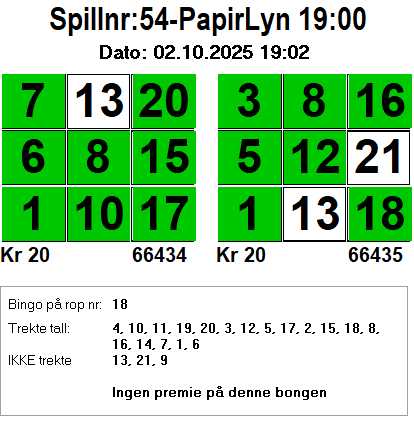 Spillnr:54-PapirLyn 19:00
Dato: 02.10.2025 19:02
7 13 20
6 8 15
1 10 17
Kr 20 66434
3 8 16
5 12 21
1 13 18
Kr 20 66435
Bingo på rop nr: 18
Trekte tall: 4, 10, 11, 19, 20, 3, 12, 5, 17, 2, 15, 18, 8,
16, 14, 7, 1, 6
IKKE trekte 13, 21, 9
Ingen premie på denne bongen